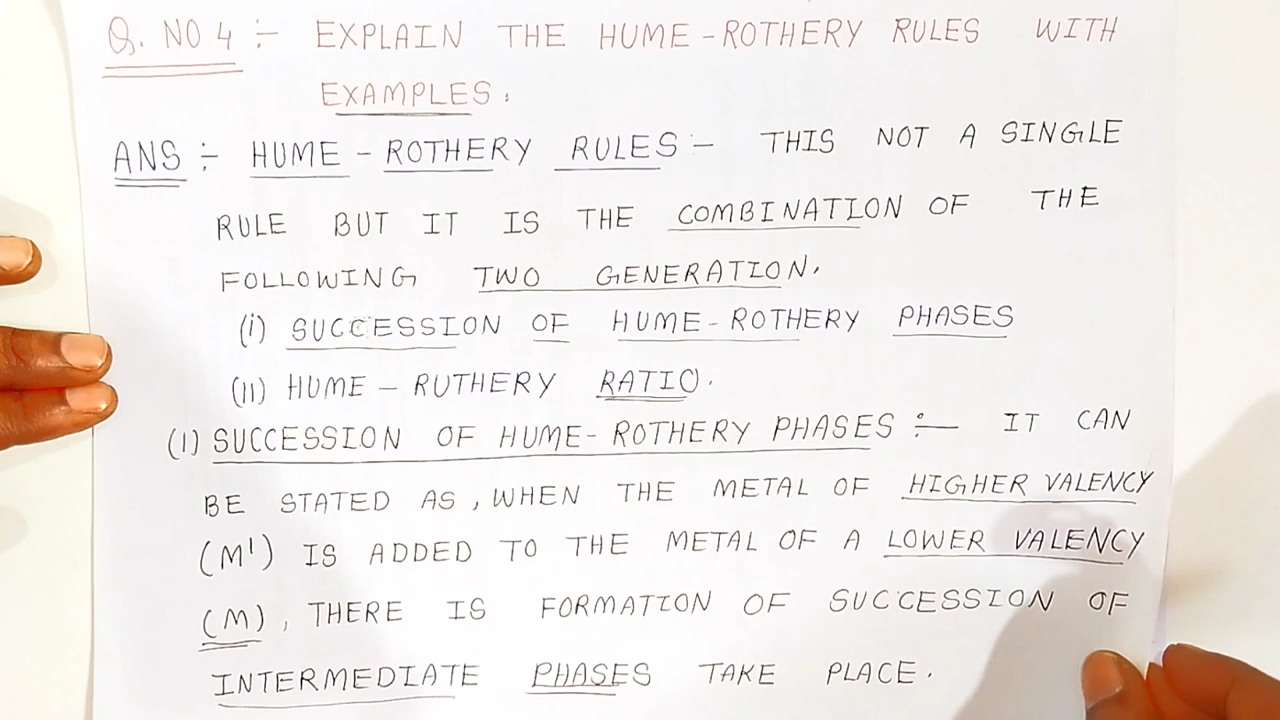 Q. NO 4 :- EXPLAIN THE HUME-ROTHERY RULES WITH
EXAMPLES.
ANS :- HUME - ROTHERY RULES :- THIS NOT A SINGLE
RULE BUT IT IS THE COMBINATION OF THE
FOLLOWING TWO GENERATION.
(i) SUCCESSION OF HUME-ROTHERY PHASES
(II) HUME - RUTHERY RATIO.
(I) SUCCESSION OF HUME-ROTHERY PHASES :- IT CAN
BE STATED AS, WHEN THE METAL OF HIGHER VALENCY
(M') IS ADDED TO THE METAL OF A LOWER VALENCY
(M), THERE IS FORMATION OF SUCCESSION OF
INTERMEDIATE PHASES TAKE PLACE.